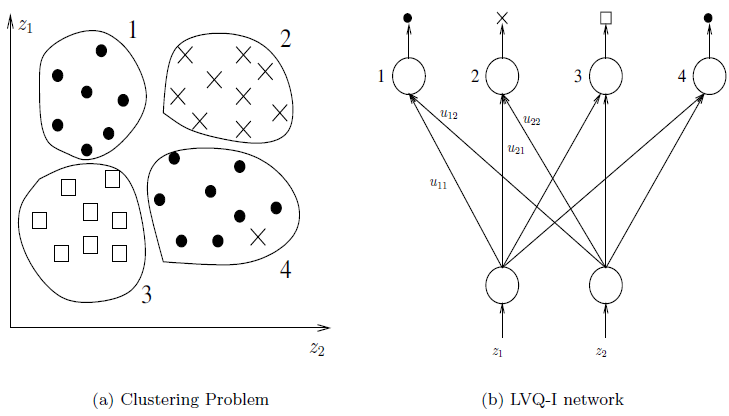 z1
1
2
3
4
z2
(a) Clustering Problem
1
2
3
4
u12
u22
u21
u11
z1
z2
(b) LVQ-I network